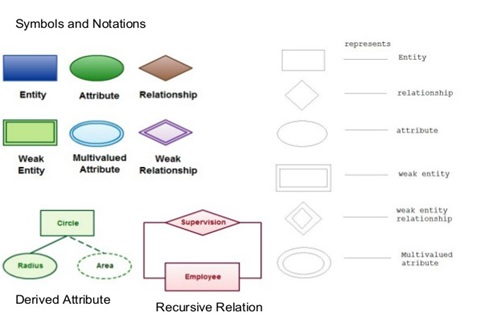 Symbols and Notations
Entity
Attribute
Relationship
Weak
Entity
Multivalued
Attribute
Weak
Relationship
Circle
Radius
Area
Derived Attribute
Supervision
Employee
Recursive Relation
represents
Entity
relationship
attribute
weak entity
weak entity
relationship
Multivalued
atribute